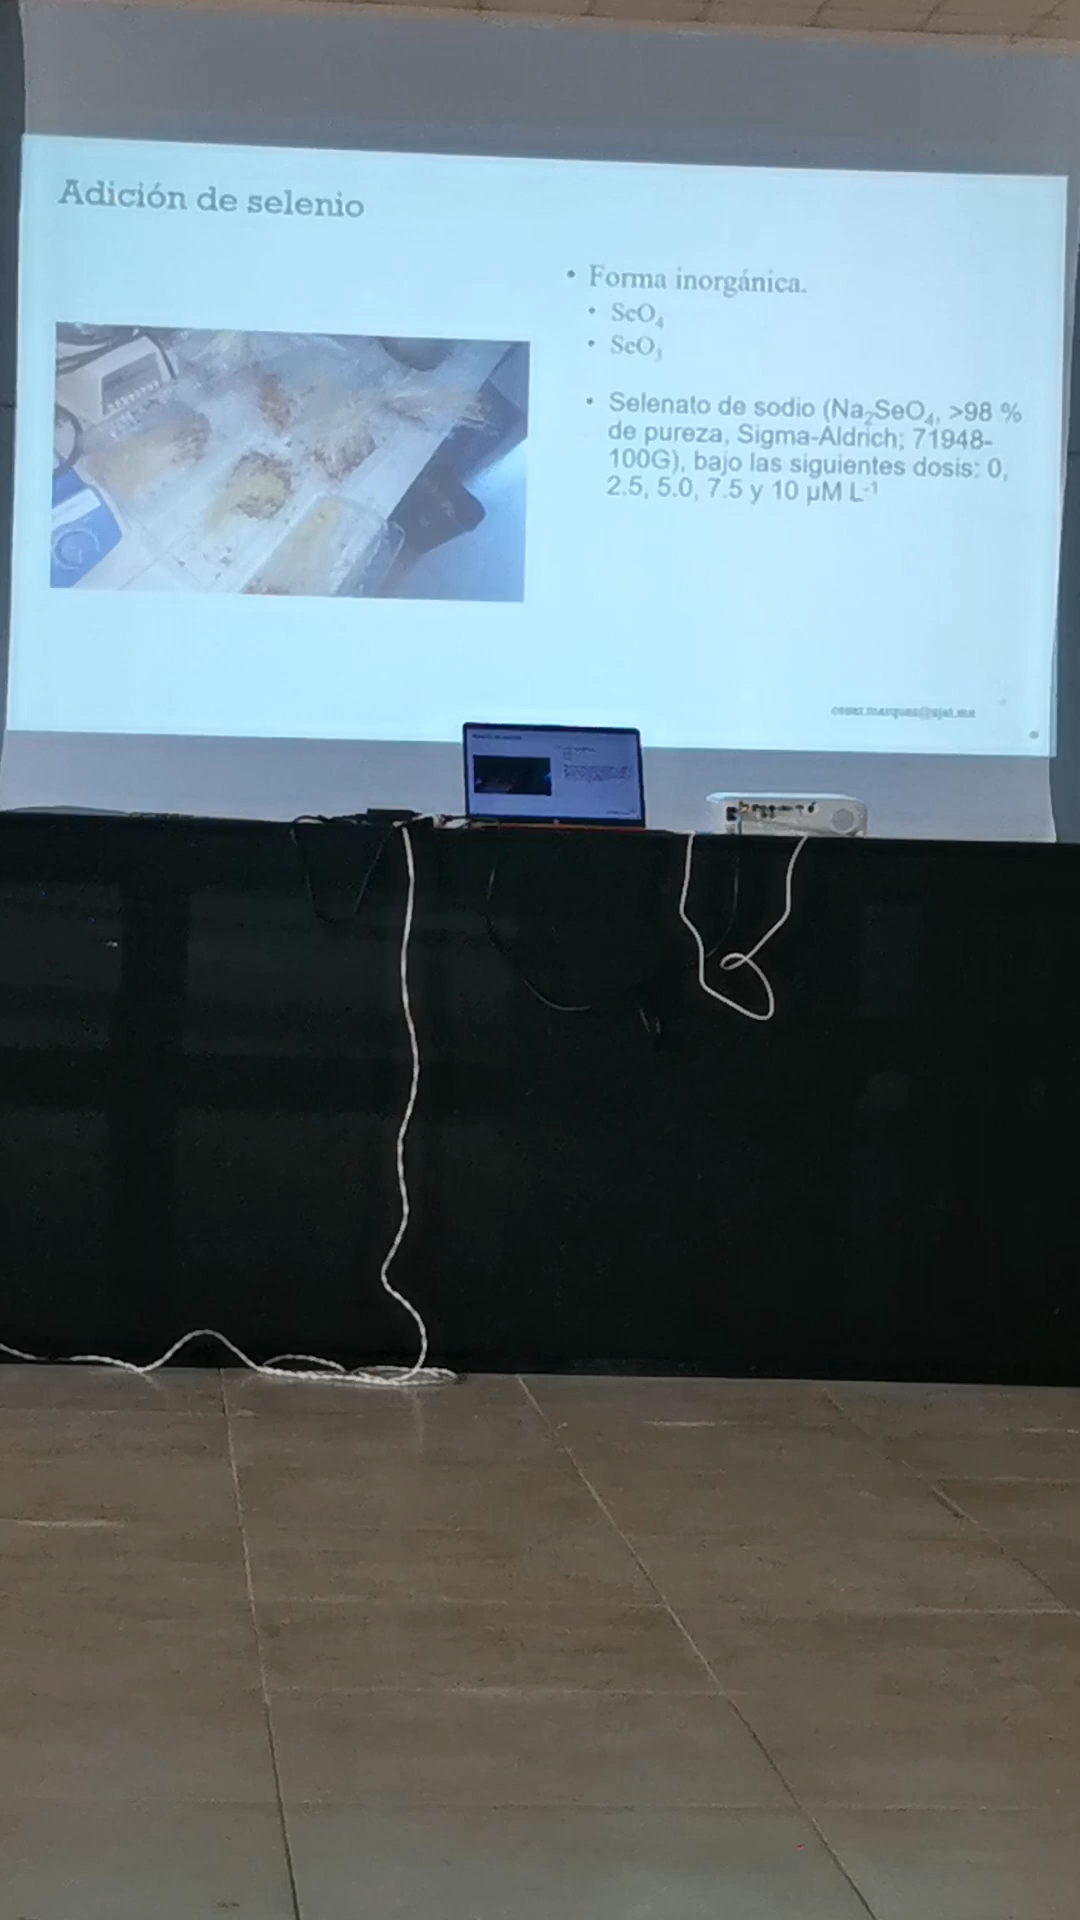 Adición de selenio
• Forma inorgánica.
• SeO₄
• SeO₃
• Selenato de sodio (Na₂SeO₄, >98 %
de pureza, Sigma-Aldrich; 71948-
100G), bajo las siguientes dosis: 0,
2.5, 5.0, 7.5 y 10 µM L⁻¹